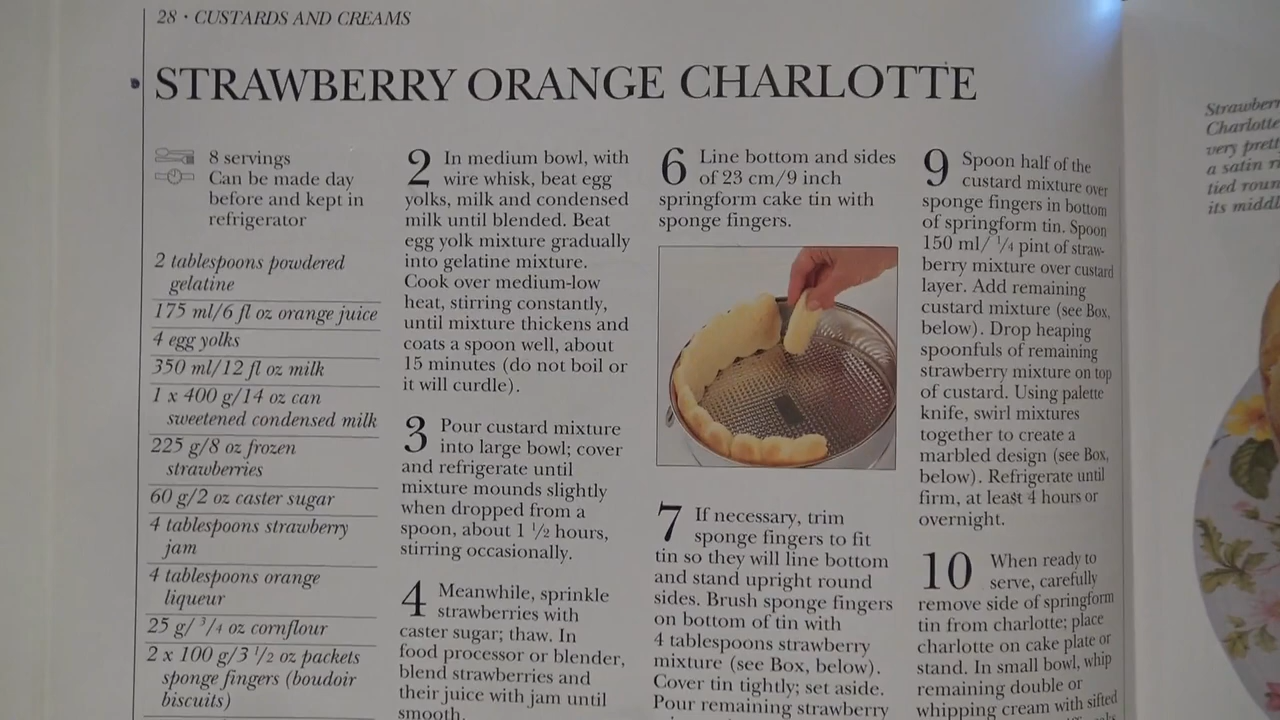 28 · CUSTARDS AND CREAMS
STRAWBERRY ORANGE CHARLOTTE
8 servings
Can be made day
before and kept in
refrigerator
2 tablespoons powdered
gelatine
175 ml/6 fl oz orange juice
4 egg yolks
350 ml/12 fl oz milk
1 x 400 g/14 oz can
sweetened condensed milk
225 g/8 oz frozen
strawberries
60 g/2 oz caster sugar
4 tablespoons strawberry
jam
4 tablespoons orange
liqueur
25 g/ 3/4 oz cornflour
2 x 100 g/3 1/2 oz packets
sponge fingers (boudoir
biscuits)
2 In medium bowl, with
wire whisk, beat egg
yolks, milk and condensed
milk until blended. Beat
egg yolk mixture gradually
into gelatine mixture.
Cook over medium-low
heat, stirring constantly,
until mixture thickens and
coats a spoon well, about
15 minutes (do not boil or
it will curdle).
3 Pour custard mixture
into large bowl; cover
and refrigerate until
mixture mounds slightly
when dropped from a
spoon, about 1 1/2 hours,
stirring occasionally.
4 Meanwhile, sprinkle
strawberries with
caster sugar; thaw. In
food processor or blender,
blend strawberries and
their juice with jam until
smooth.
6 Line bottom and sides
of 23 cm/9 inch
springform cake tin with
sponge fingers.
7 If necessary, trim
sponge fingers to fit
tin so they will line bottom
and stand upright round
sides. Brush sponge fingers
on bottom of tin with
4 tablespoons strawberry
mixture (see Box, below).
Cover tin tightly; set aside.
Pour remaining strawberry
9 Spoon half of the
custard mixture over
sponge fingers in bottom
of springform tin. Spoon
150 ml/ 1/4 pint of straw-
berry mixture over custard
layer. Add remaining
custard mixture (see Box,
below). Drop heaping
spoonfuls of remaining
strawberry mixture on top
of custard. Using palette
knife, swirl mixtures
together to create a
marbled design (see Box,
below). Refrigerate until
firm, at least 4 hours or
overnight.
10 When ready to
serve, carefully
remove side of springform
tin from charlotte; place
charlotte on cake plate or
stand. In small bowl, whip
remaining double or
whipping cream with sifted
Charlotte
very
a satin
tied
its